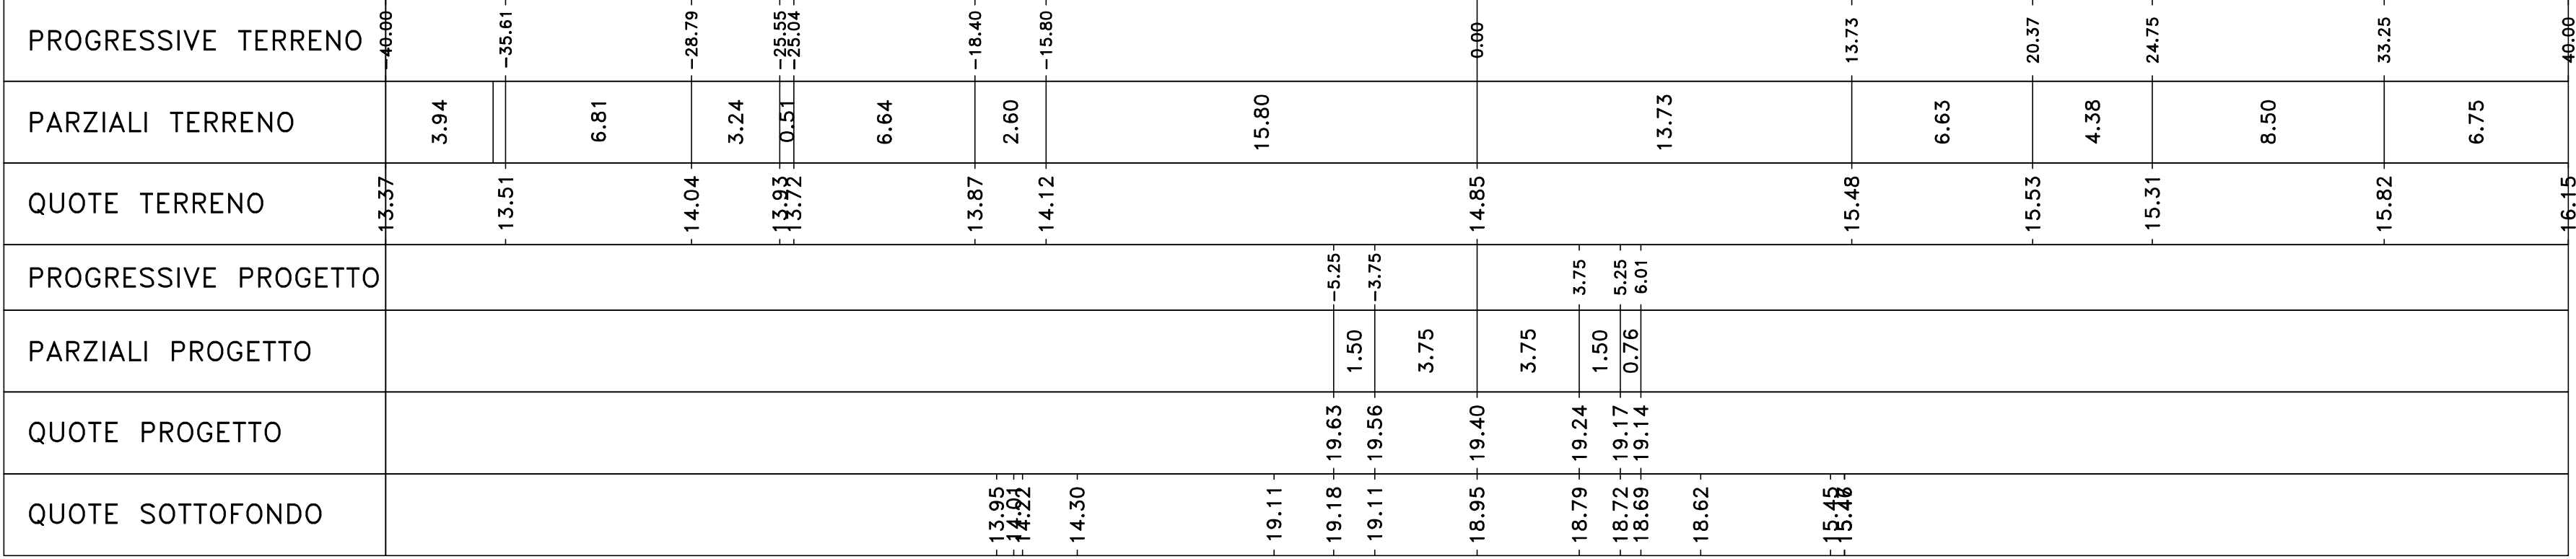 PROGRESSIVE TERRENO -40.00 -35.61 -28.79 -25.55 -25.04 -18.40 -15.80 0.00 13.73 20.37 24.75 33.25 40.00
PARZIALI TERRENO 3.94 6.81 3.24 0.51 6.64 2.60 15.80 13.73 6.63 4.38 8.50 6.75
QUOTE TERRENO 13.37 13.51 14.04 13.93 13.72 13.87 14.12 14.85 15.48 15.53 15.31 15.82 16.15
PROGRESSIVE PROGETTO -5.25 -3.75 3.75 5.25 6.01
PARZIALI PROGETTO 1.50 3.75 3.75 1.50 0.76
QUOTE PROGETTO 19.63 19.56 19.40 19.24 19.17 19.14
QUOTE SOTTOFONDO 13.95 14.22 14.30 19.11 19.18 19.11 18.95 18.79 18.72 18.69 18.62 15.45